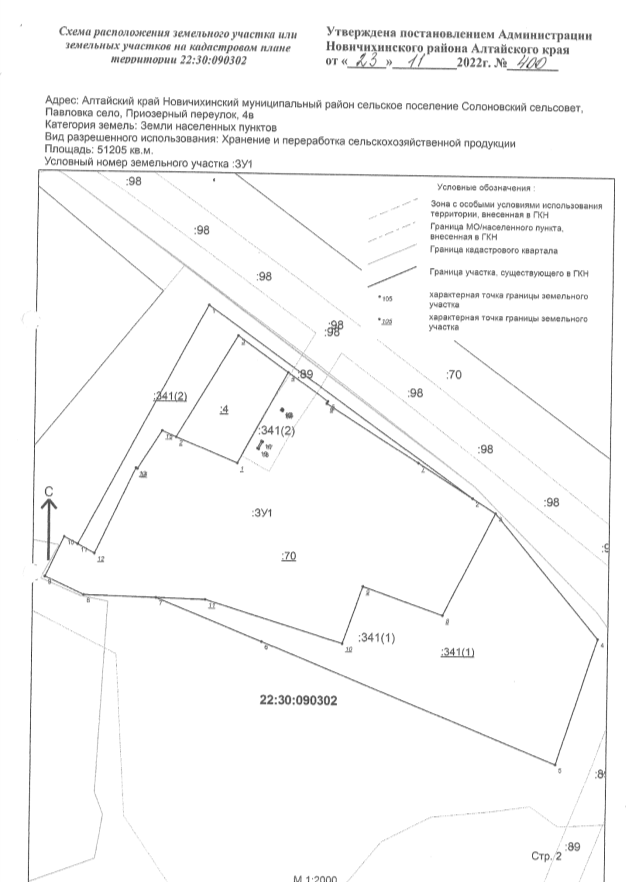 Схема расположения земельного участка или
земельных участков на кадастровом плане
территории 22:30:090302
Утверждена постановлением Администрации
Новичихинского района Алтайского края
от «23» 11 2022г. № 400
Адрес: Алтайский край Новичихинский муниципальный район сельское поселение Солоновский сельсовет,
Павловка село, Приозерный переулок, 4в
Категория земель: Земли населенных пунктов
Вид разрешенного использования: Хранение и переработка сельскохозяйственной продукции
Площадь: 51205 кв.м.
Условный номер земельного участка :ЗУ1
Условные обозначения :
Зона с особыми условиями использования
территории, внесенная в ГКН
Граница МО/населенного пункта,
внесенная в ГКН
Граница кадастрового квартала
Граница участка, существующего в ГКН
105
характерная точка границы земельного
участка
105
характерная точка границы земельного
участка
:98
:98
:98
:98
:98
:70
:89
:98
:341(2)
:4
:341(2)
:98
:98
С
:ЗУ1
:70
:341(1)
:341(1)
22:30:090302
:89
Стр. 2
М 1:2000